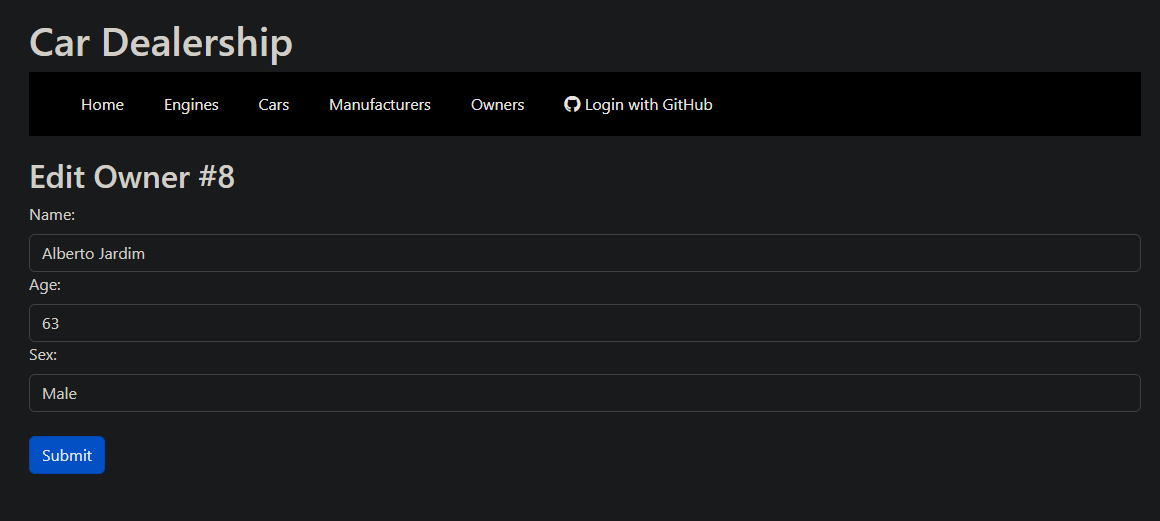 Car Dealership
Home Engines Cars Manufacturers Owners Login with GitHub
Edit Owner #8
Name:
Alberto Jardim
Age:
63
Sex:
Male
Submit